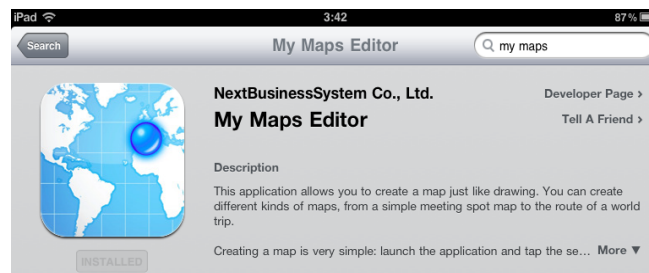 iPad 3:42 87%
Search My Maps Editor my maps
NextBusinessSystem Co., Ltd. Developer Page >
My Maps Editor Tell A Friend >
Description
This application allows you to create a map just like drawing. You can create
different kinds of maps, from a simple meeting spot map to the route of a world
trip.
Creating a map is very simple: launch the application and tap the se... More ▼
INSTALLED